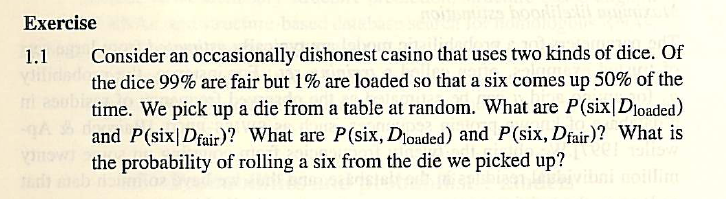 Exercise
1.1 Consider an occasionally dishonest casino that uses two kinds of dice. Of
the dice 99% are fair but 1% are loaded so that a six comes up 50% of the
time. We pick up a die from a table at random. What are P(six|Dloaded)
and P(six|Dfair)? What are P(six, Dloaded) and P(six, Dfair)? What is
the probability of rolling a six from the die we picked up?